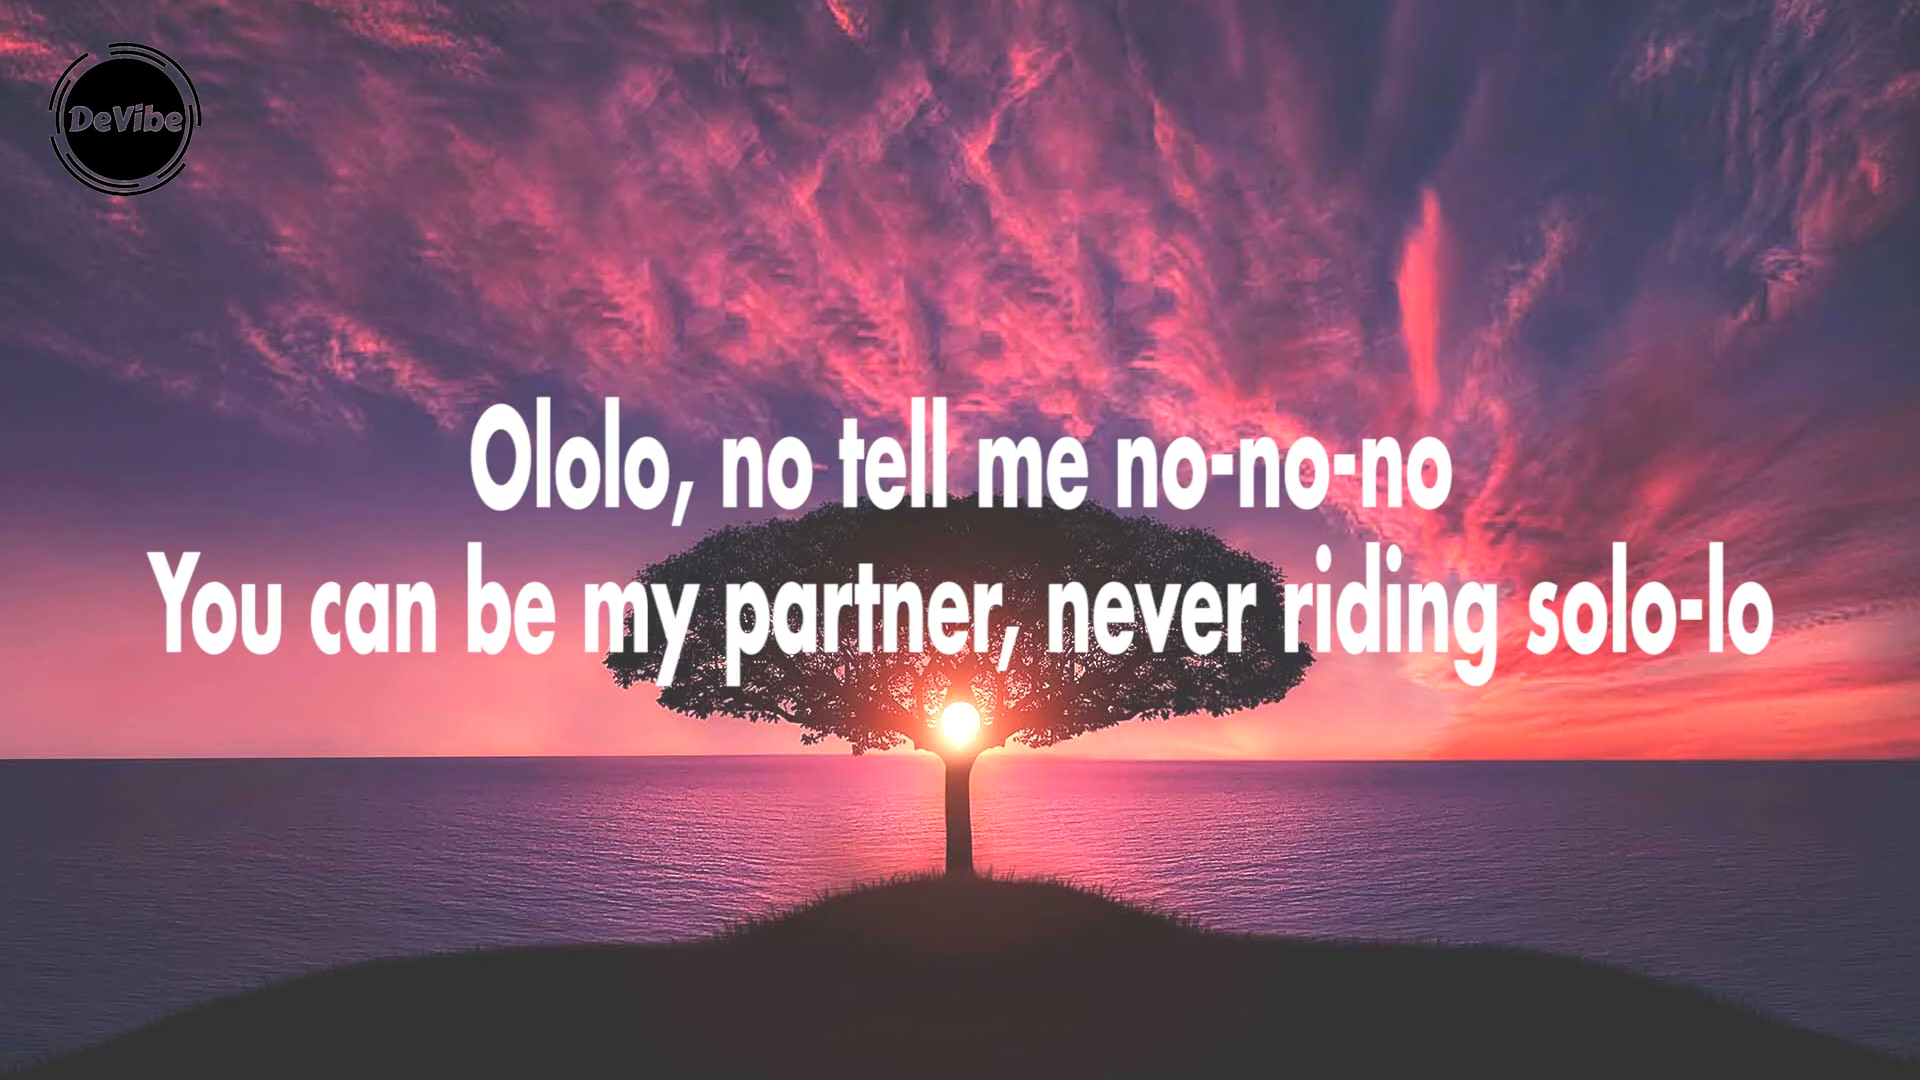 DeVibe
Ololo, no tell me no-no-no
You can be my partner, never riding solo-lo